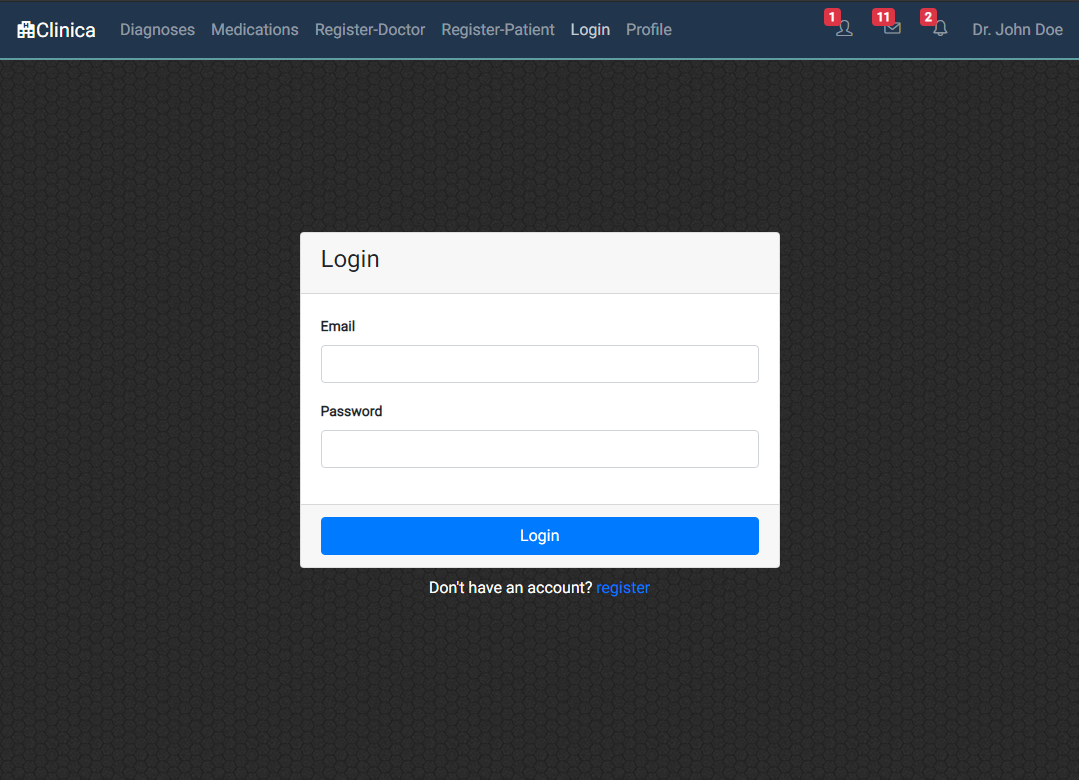 Clinica Diagnoses Medications Register-Doctor Register-Patient Login Profile 1 11 2 Dr. John Doe
Login
Email
Password
Login
Don't have an account? register